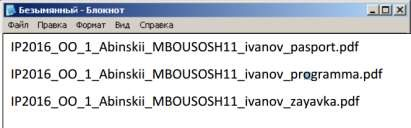 Безымянный - Блокнот
Файл Правка Формат Вид Справка
IP2016_OO_1_Abinskii_MBOUSOSH11_ivanov_pasport.pdf
IP2016_OO_1_Abinskii_MBOUSOSH11_ivanov_programma.pdf
IP2016_OO_1_Abinskii_MBOUSOSH11_ivanov_zayavka.pdf